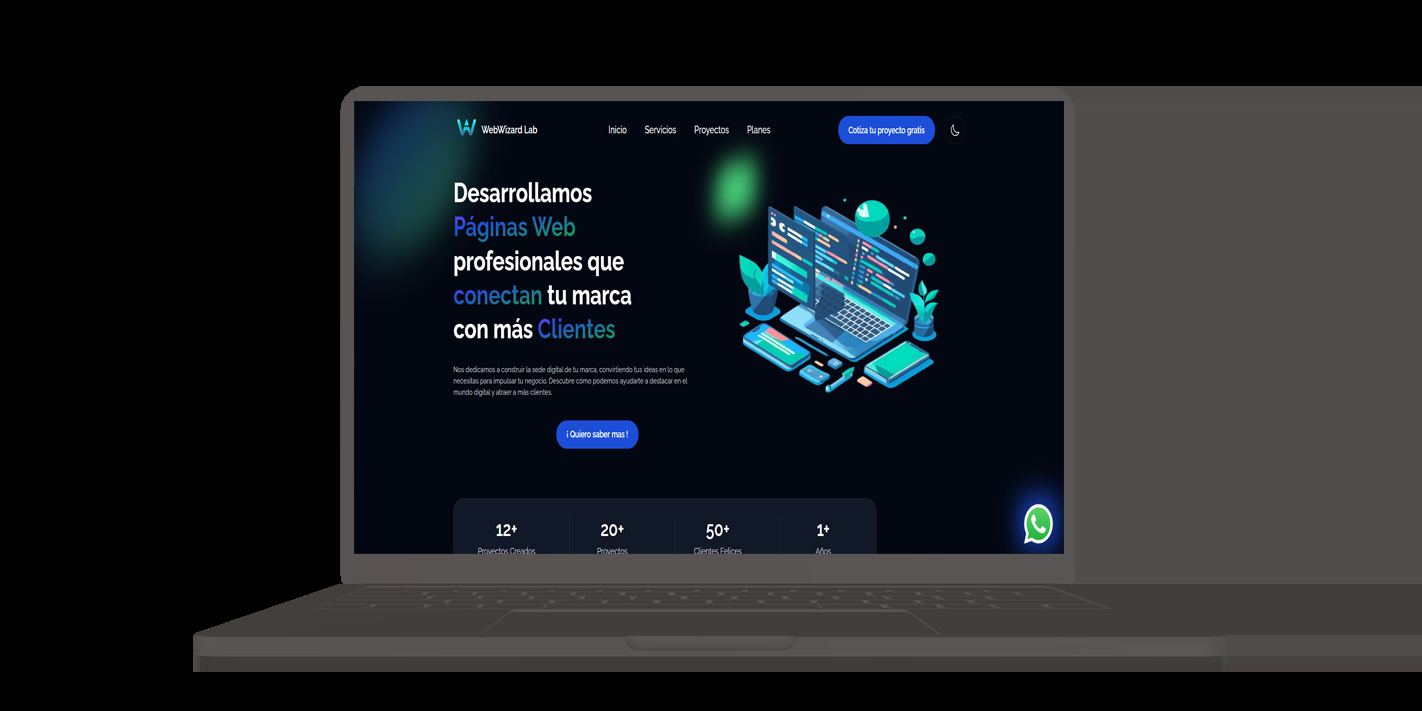 WebWizard Lab
Inicio Servicios Proyectos Planes
Cotiza tu proyecto gratis
Desarrollamos
Páginas Web
profesionales que
conectan tu marca
con más Clientes
Nos dedicamos a construir la sede digital de tu marca, convirtiendo tus ideas en lo que
necesitas para impulsar tu negocio. Descubre cómo podemos ayudarte a destacar en el
mundo digital y atraer a más clientes.
¡ Quiero saber mas !
12+ 20+ 50+ 1+
Proyectos Creados Proyectos Clientes Felices Años